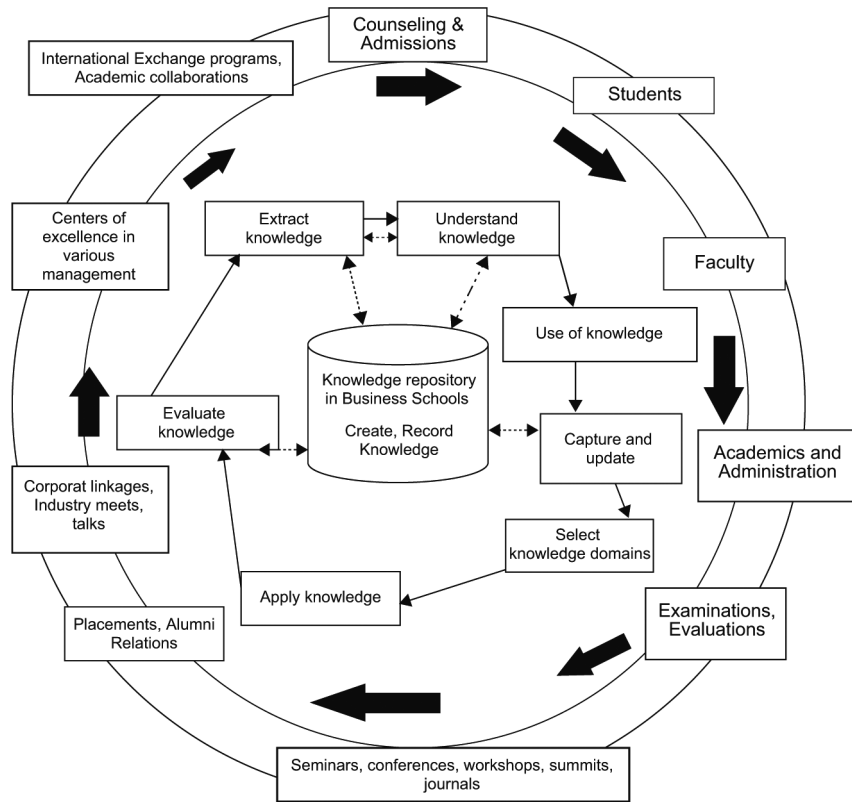 Counseling &
Admissions
International Exchange programs,
Academic collaborations
Students
Centers of
excellence in
various
management
Extract
knowledge
Understand
knowledge
Faculty
Use of knowledge
Knowledge repository
in Business Schools
Create, Record
Knowledge
Evaluate
knowledge
Capture and
update
Academics and
Administration
Corporat linkages,
Industry meets,
talks
Select
knowledge domains
Apply knowledge
Placements, Alumni
Relations
Examinations,
Evaluations
Seminars, conferences, workshops, summits,
journals